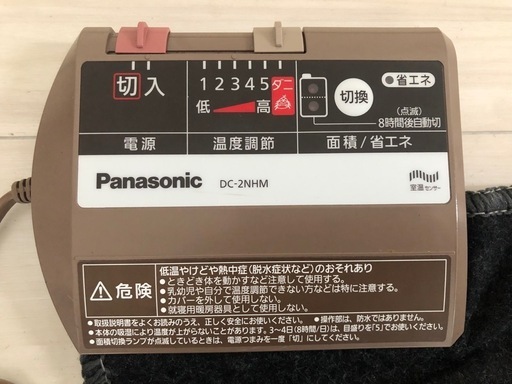 切 入
1 2 3 4 5 ダニ
低 高
切換
省エネ
(点滅)
8時間後自動切
電源 温度調節 面積/省エネ
Panasonic DC-2NHM
室温センサー
危険
低温やけどや熱中症(脱水症状など)のおそれあり
●ときどき体を動かすなど注意して使用する。
●乳幼児や自分で温度調節できない方などは特に注意する。
●カバーを外して使用しない。
●就寝用暖房器具として使用しない。
●取扱説明書をよくお読みのうえ、正しく安全にお使いください。 ●操作部は、防水ではありません。
●本体の吸湿により温度が上がらないことがあります。3〜4日(8時間/日)は、目盛りを「5」でお使いください。
●面積切換ランプが点滅しているときは、電源つまみを一度「切」にしてください。